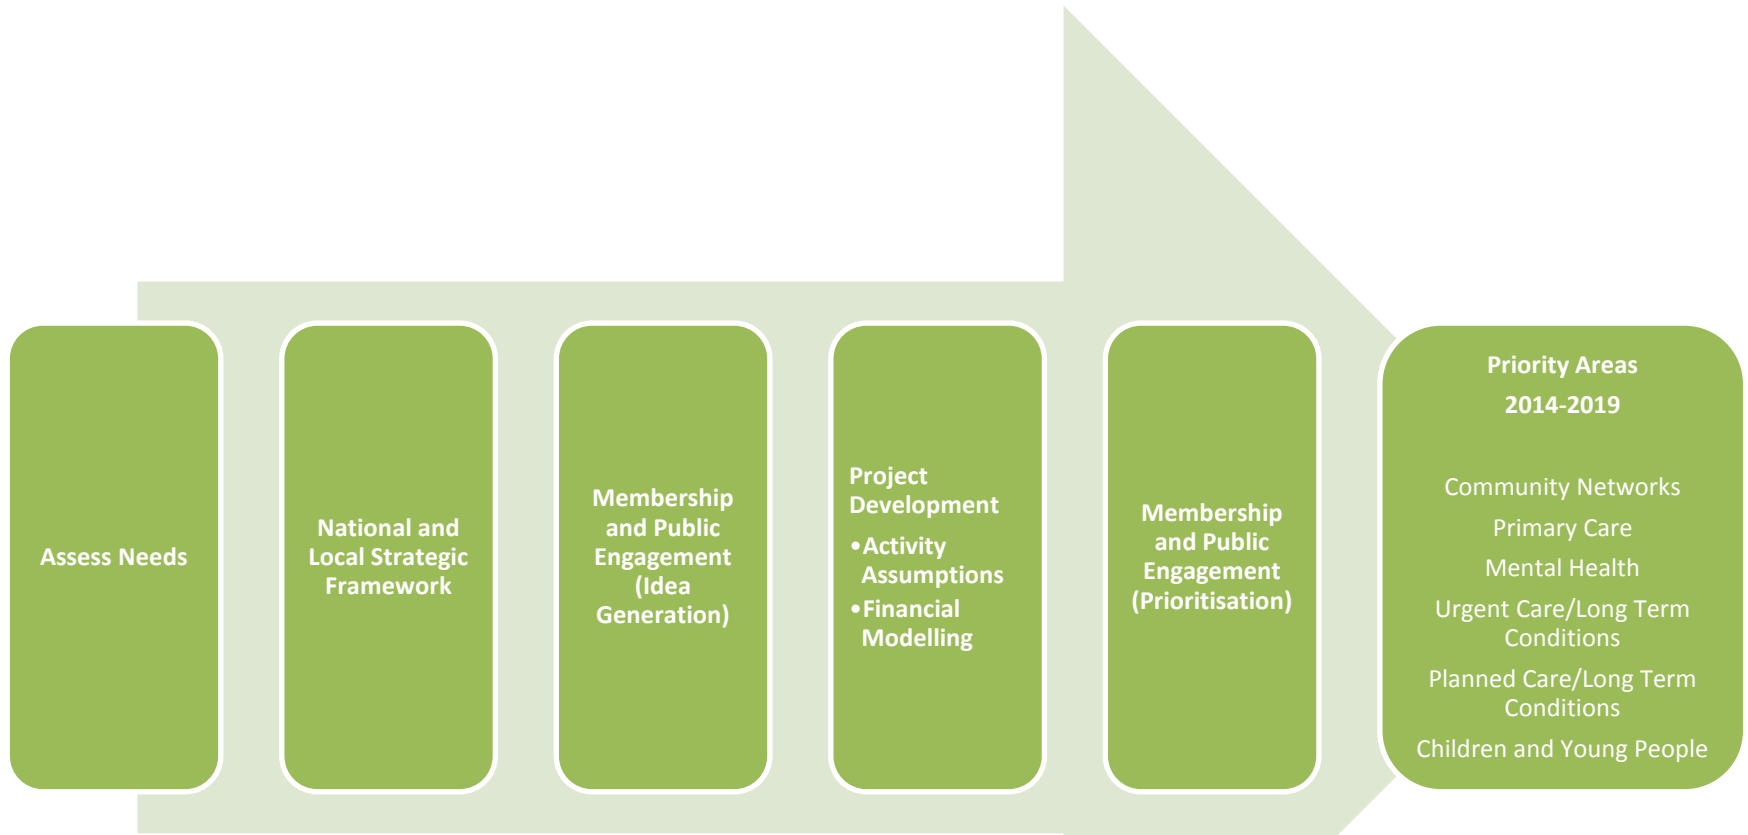 Assess Needs
National and
Local Strategic
Framework
Membership
and Public
Engagement
(Idea
Generation)
Project
Development
•Activity
Assumptions
•Financial
Modelling
Membership
and Public
Engagement
(Prioritisation)
Priority Areas
2014-2019
Community Networks
Primary Care
Mental Health
Urgent Care/Long Term
Conditions
Planned Care/Long Term
Conditions
Children and Young People